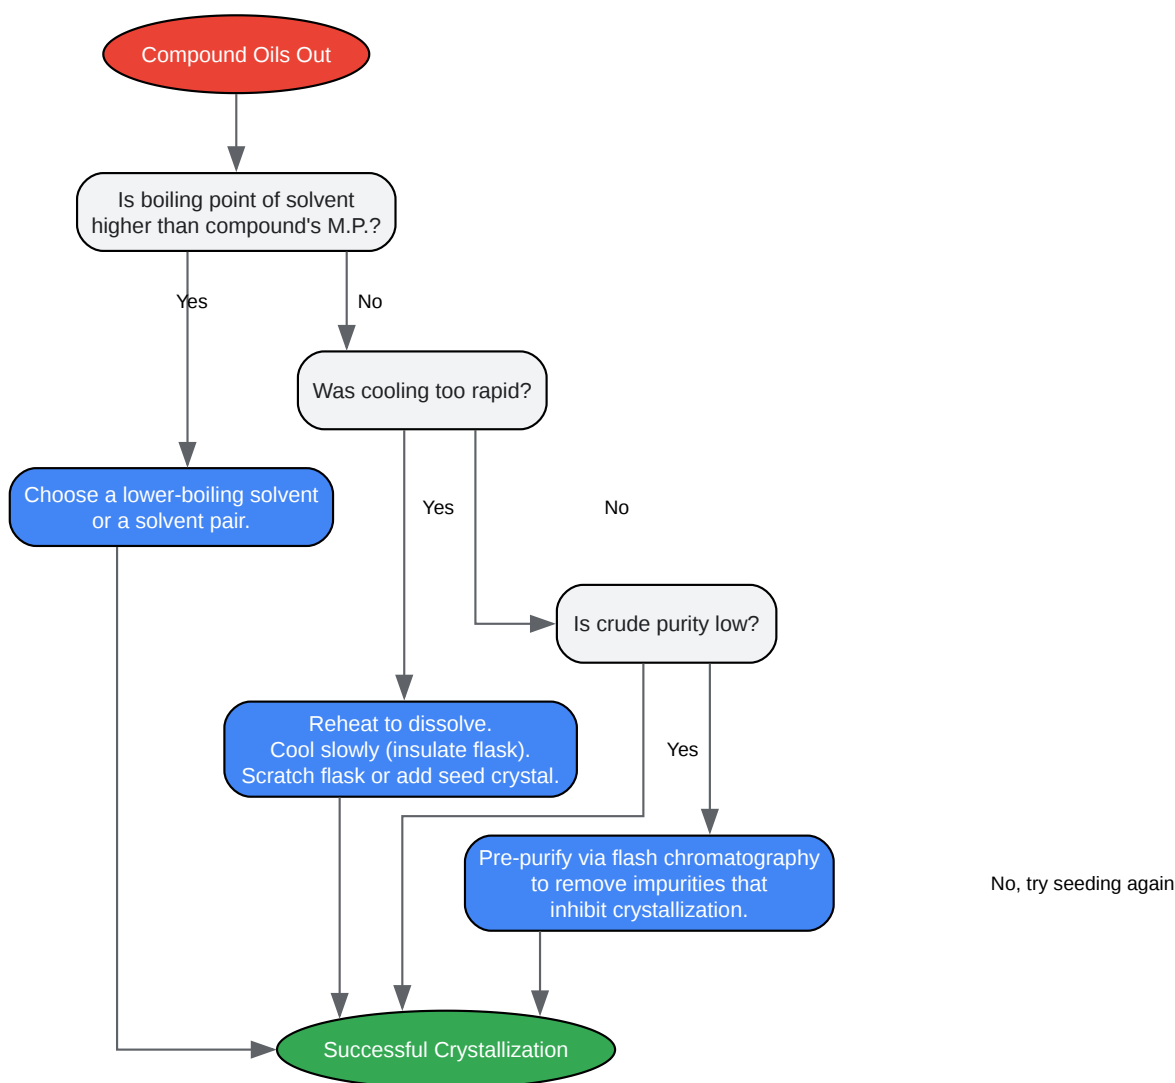 Compound Oils Out
Is boiling point of solvent
higher than compound's M.P.?
Yes
No
Was cooling too rapid?
Choose a lower-boiling solvent
or a solvent pair.
Yes
No
Is crude purity low?
Reheat to dissolve.
Cool slowly (insulate flask).
Scratch flask or add seed crystal.
Yes
Pre-purify via flash chromatography
to remove impurities that
inhibit crystallization.
No, try seeding again
Successful Crystallization